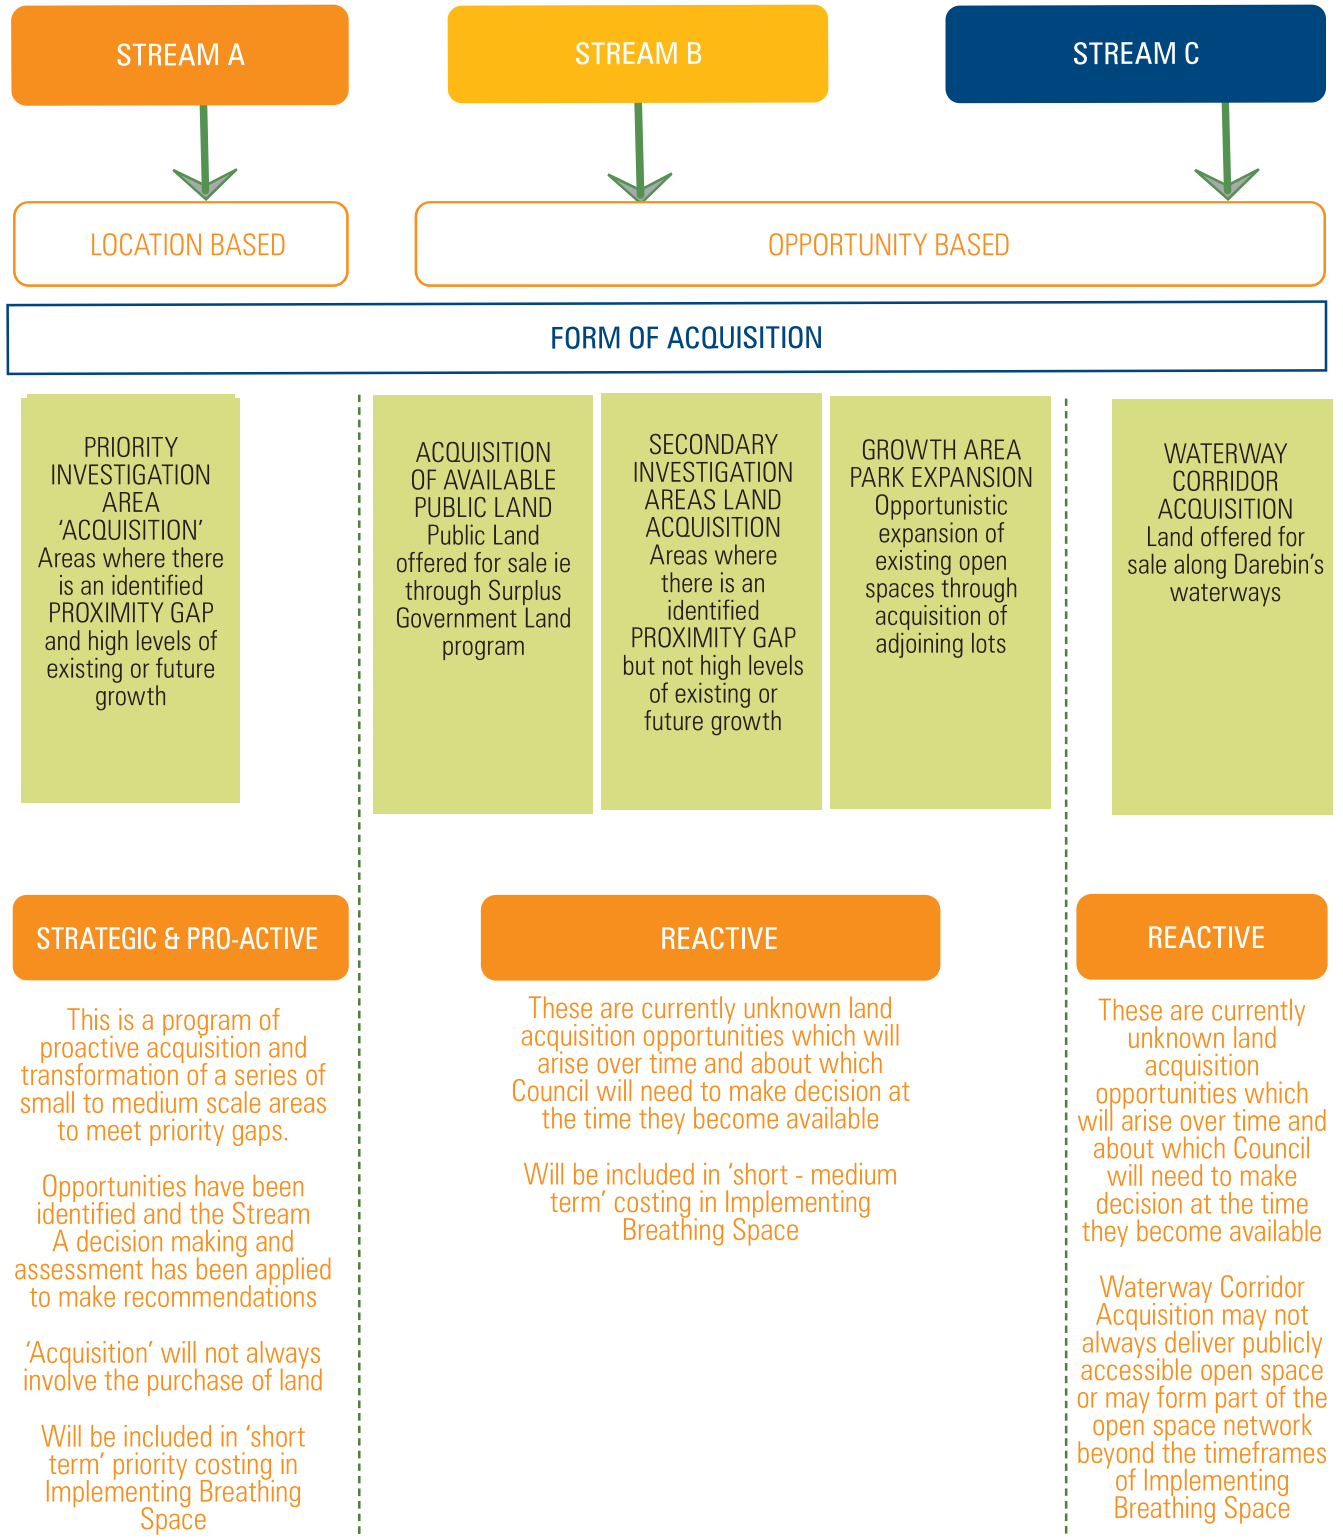 STREAM A
STREAM B
STREAM C
LOCATION BASED
OPPORTUNITY BASED
FORM OF ACQUISITION
PRIORITY
INVESTIGATION
AREA
‘ACQUISITION’
Areas where there
is an identified
PROXIMITY GAP
and high levels of
existing or future
growth
ACQUISITION
OF AVAILABLE
PUBLIC LAND
Public Land
offered for sale ie
through Surplus
Government Land
program
SECONDARY
INVESTIGATION
AREAS LAND
ACQUISITION
Areas where
there is an
identified
PROXIMITY GAP
but not high levels
of existing or
future growth
GROWTH AREA
PARK EXPANSION
Opportunistic
expansion of
existing open
spaces through
acquisition of
adjoining lots
WATERWAY
CORRIDOR
ACQUISITION
Land offered for
sale along Darebin’s
waterways
STRATEGIC & PRO-ACTIVE
This is a program of
proactive acquisition and
transformation of a series of
small to medium scale areas
to meet priority gaps.
Opportunities have been
identified and the Stream
A decision making and
assessment has been applied
to make recommendations
‘Acquisition’ will not always
involve the purchase of land
Will be included in ‘short
term’ priority costing in
Implementing Breathing
Space
REACTIVE
These are currently unknown land
acquisition opportunities which will
arise over time and about which
Council will need to make decision at
the time they become available
Will be included in ‘short - medium
term’ costing in Implementing
Breathing Space
REACTIVE
These are currently
unknown land
acquisition
opportunities which
will arise over time and
about which Council
will need to make
decision at the time
they become available
Waterway Corridor
Acquisition may not
always deliver publicly
accessible open space
or may form part of the
open space network
beyond the timeframes
of Implementing
Breathing Space